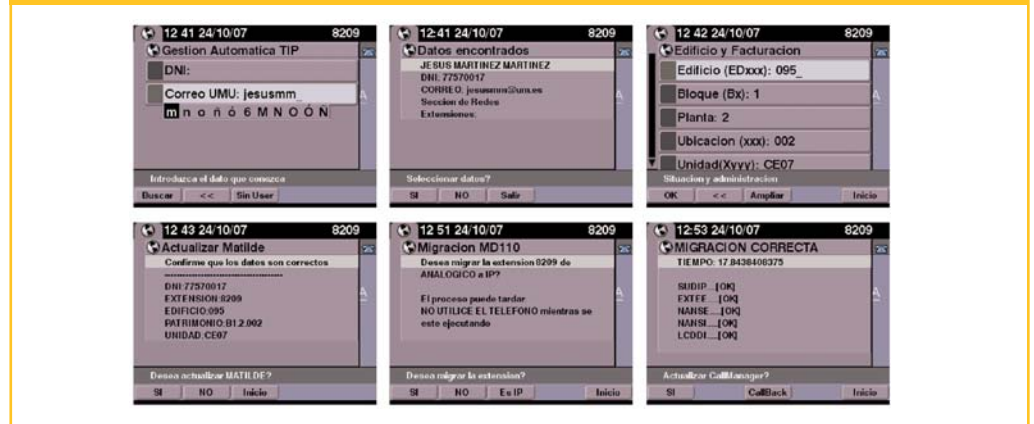 12 41 24/10/07 8209
Gestion Automatica TIP
DNI:
Correo UMU: jesusmm_
m n o ñ ó 6 M N O Ó Ñ
Introduzca el dato que conozca
Buscar << Sin User
12:41 24/10/07 8209
Datos encontrados
JESUS MARTINEZ MARTINEZ
DNI: 77570017
CORREO: jesusmm@um.es
Seccion de Redes
Extensiones:
Seleccionar datos?
SI NO Salir
12 42 24/10/07 8209
Edificio y Facturacion
Edificio (EDxxx): 095_
Bloque (Bx): 1
Planta: 2
Ubicacion (xxx): 002
Unidad(Xyyy): CE07
Situacion y administracion
OK << Ampliar Inicio
12 43 24/10/07 8209
Actualizar Matilde
Confirme que los datos son correctos
------------------------------------
DNI:77570017
EXTENSION:8209
EDIFICIO:095
PATRIMONIO:B1.2.002
UNIDAD:CE07
Desea actualizar MATILDE?
SI NO Inicio
12 51 24/10/07 8209
Migracion MD110
Desea migrar la extension 8209 de
ANALOGICO a IP?
El proceso puede tardar
NO UTILICE EL TELEFONO mientras se
este ejecutando
Desea migrar la extension?
SI NO Es IP Inicio
12:53 24/10/07 8209
MIGRACION CORRECTA
TIEMPO: 17.8438408375
SUDIP....[OK]
EXTEE....[OK]
NANSE....[OK]
NANSI....[OK]
LCDDI....[OK]
Actualizar CallManager?
SI CallBack Inicio